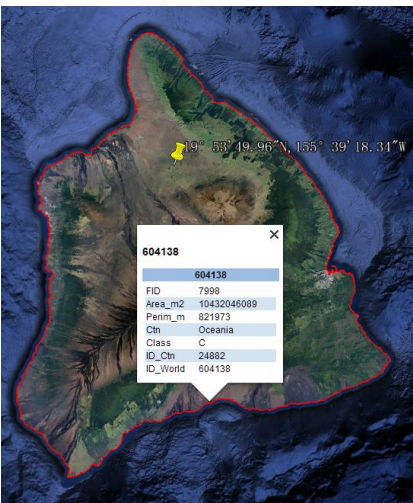 19° 53′49.96″N,155° 39′18.34″W
604138
604138
FID 7998
Area_m2 10432046089
Perim_m 821973
Ctn Oceania
Class C
ID_Ctn 24882
ID_World 604138